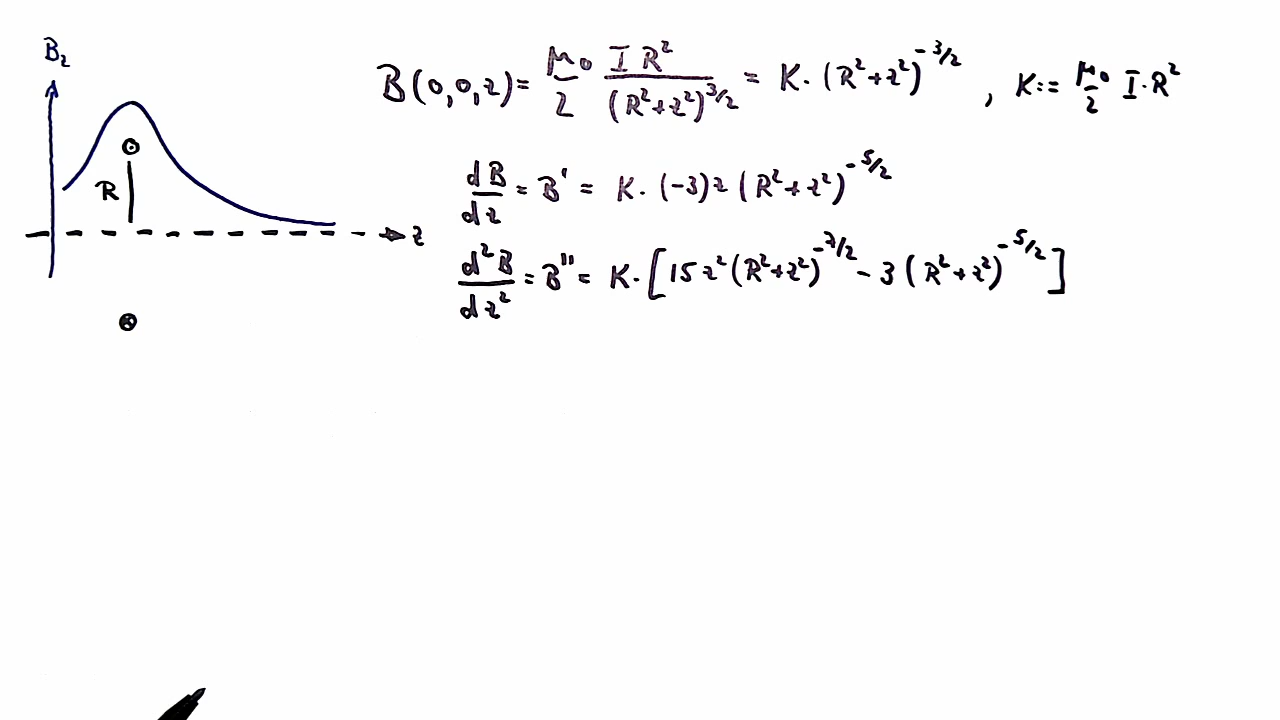 B_z
B(0,0,z) = μ₀/2 · I R²/(R²+z²)^{3/2} = K·(R²+z²)^{-3/2} , K := μ₀/2 I·R²
R
dB/dz = B' = K·(-3)z (R²+z²)^{-5/2}
z
d²B/dz² = B'' = K·[15 z² (R²+z²)^{-7/2} - 3 (R²+z²)^{-5/2}]